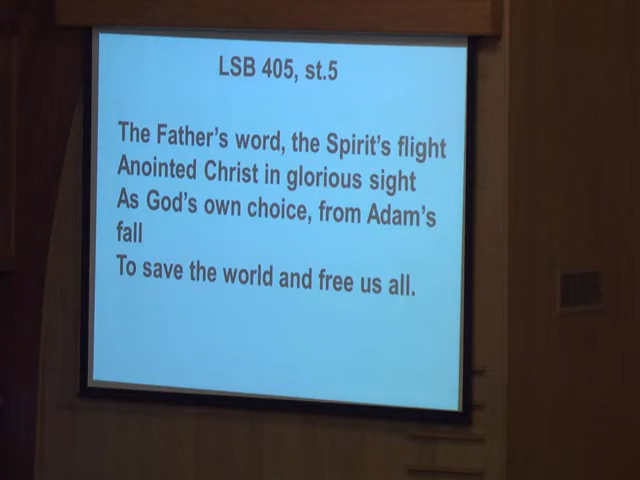 LSB 405, st.5
The Father's word, the Spirit's flight
Anointed Christ in glorious sight
As God's own choice, from Adam's
fall
To save the world and free us all.